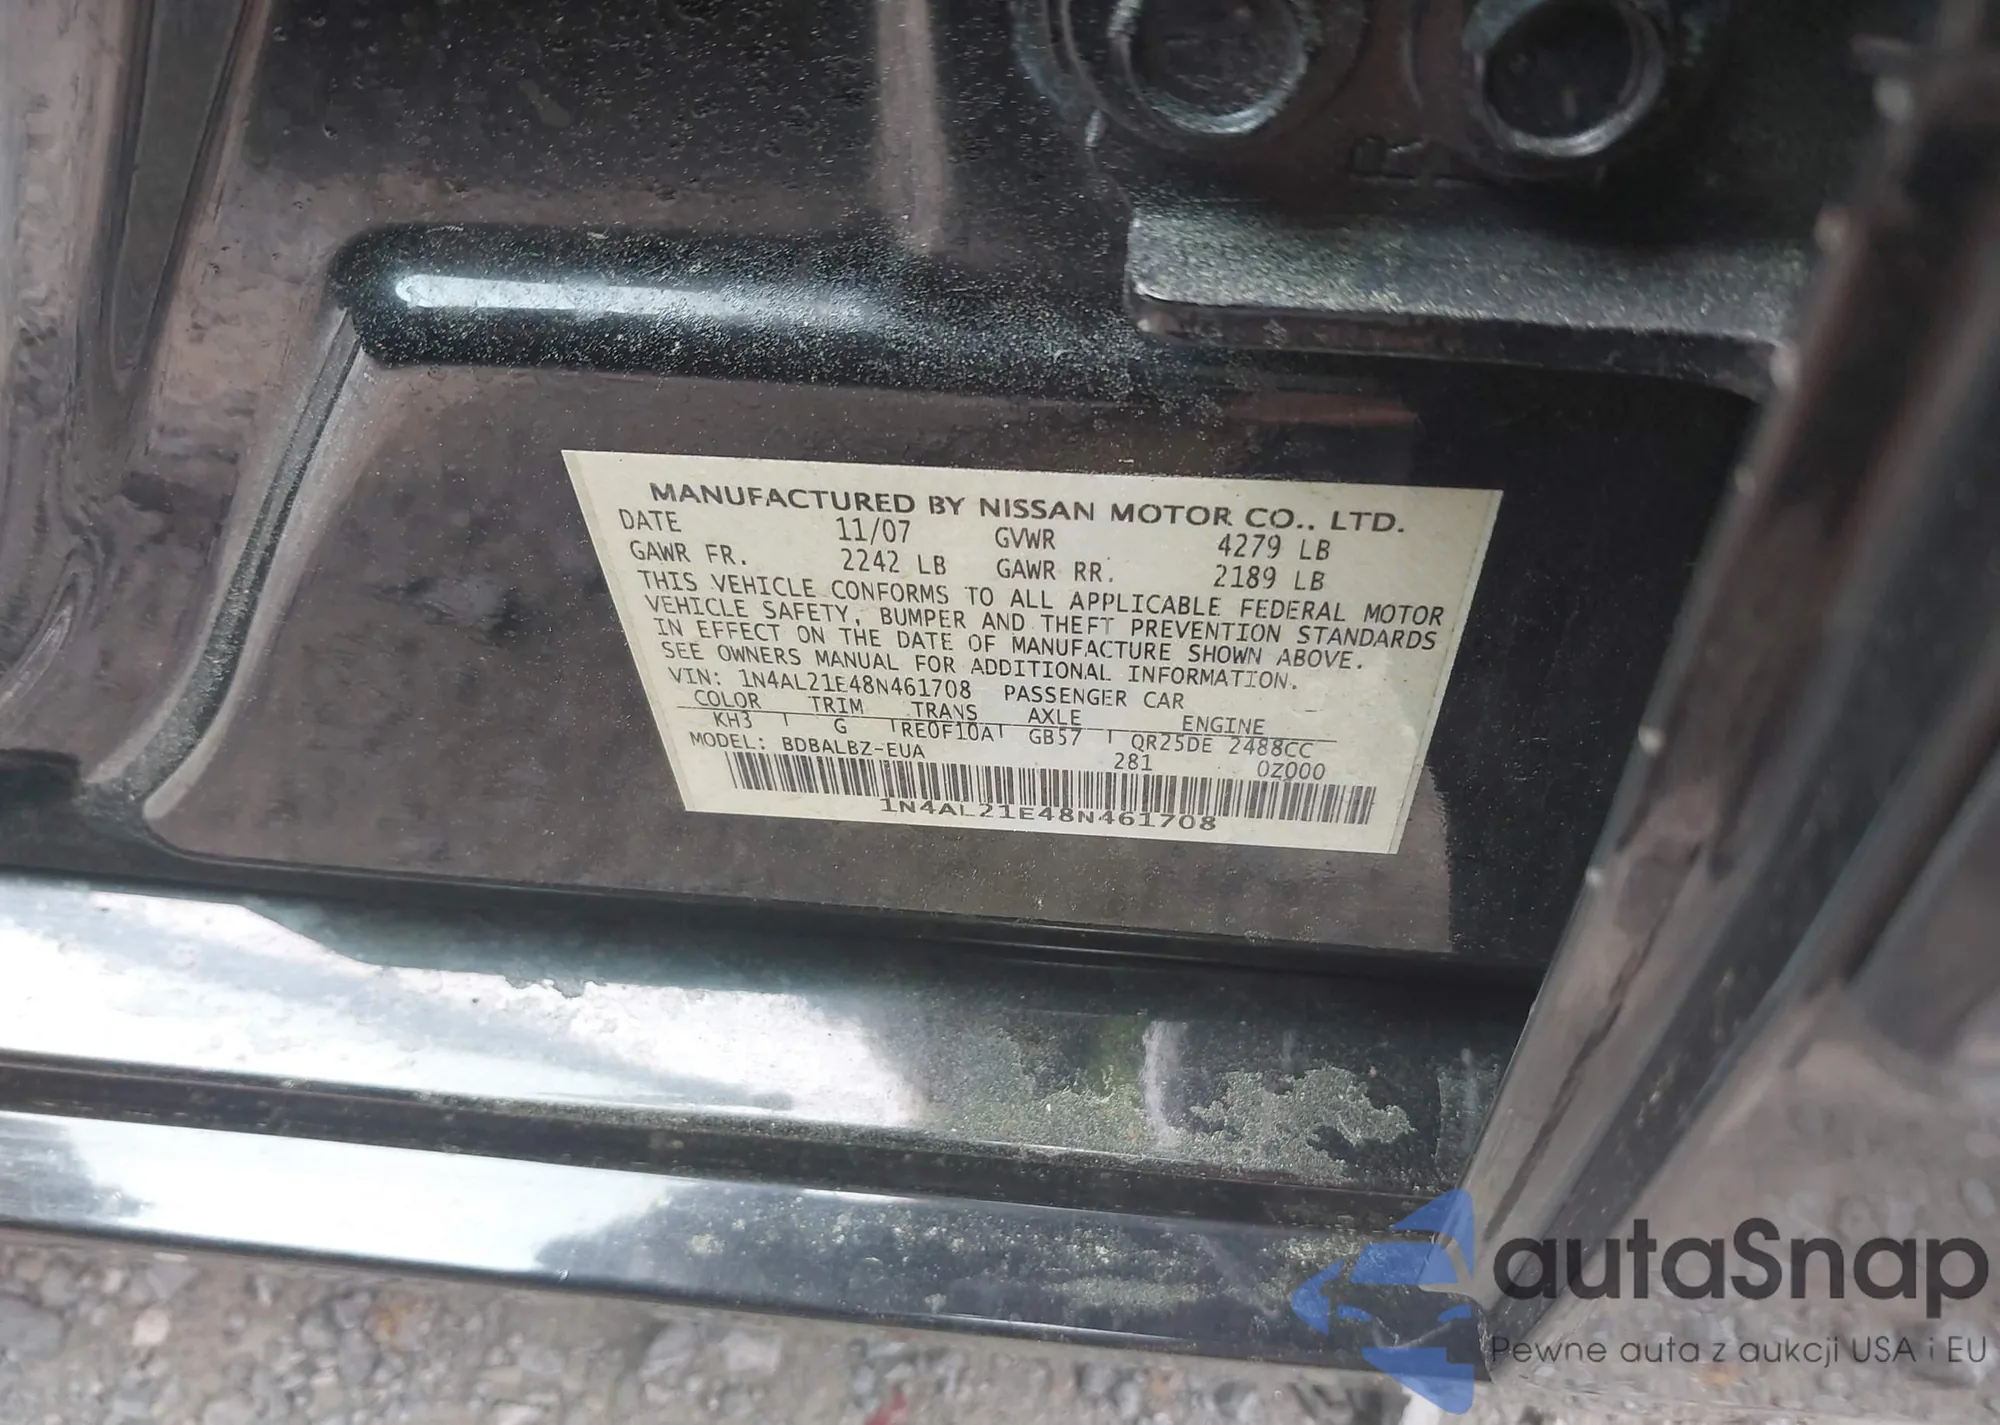 MANUFACTURED BY NISSAN MOTOR CO., LTD.
DATE 11/07 GVWR 4279 LB
GAWR FR. 2242 LB GAWR RR. 2189 LB
THIS VEHICLE CONFORMS TO ALL APPLICABLE FEDERAL MOTOR
VEHICLE SAFETY, BUMPER AND THEFT PREVENTION STANDARDS
IN EFFECT ON THE DATE OF MANUFACTURE SHOWN ABOVE.
SEE OWNERS MANUAL FOR ADDITIONAL INFORMATION.
VIN: 1N4AL21E48N461708 PASSENGER CAR
COLOR TRIM TRANS AXLE ENGINE
KH3 G RE0F10A GB57 QR25DE 2488CC
MODEL: BDBALBZ-EUA 281 0Z000
1N4AL21E48N461708
autaSnap
Pewne auta z aukcji USA i EU